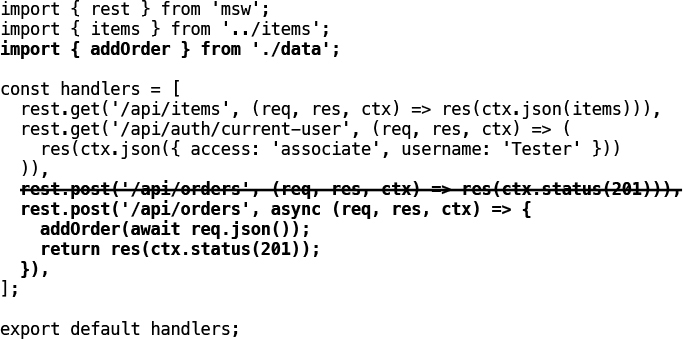 import { rest } from 'msw';
import { items } from '../items';
import { addOrder } from './data';

const handlers = [
  rest.get('/api/items', (req, res, ctx) => res(ctx.json(items))),
  rest.get('/api/auth/current-user', (req, res, ctx) => (
    res(ctx.json({ access: 'associate', username: 'Tester' }))
  )),
  rest.post('/api/orders', (req, res, ctx) => res(ctx.status(201))),
  rest.post('/api/orders', async (req, res, ctx) => {
    addOrder(await req.json());
    return res(ctx.status(201));
  }),
];

export default handlers;